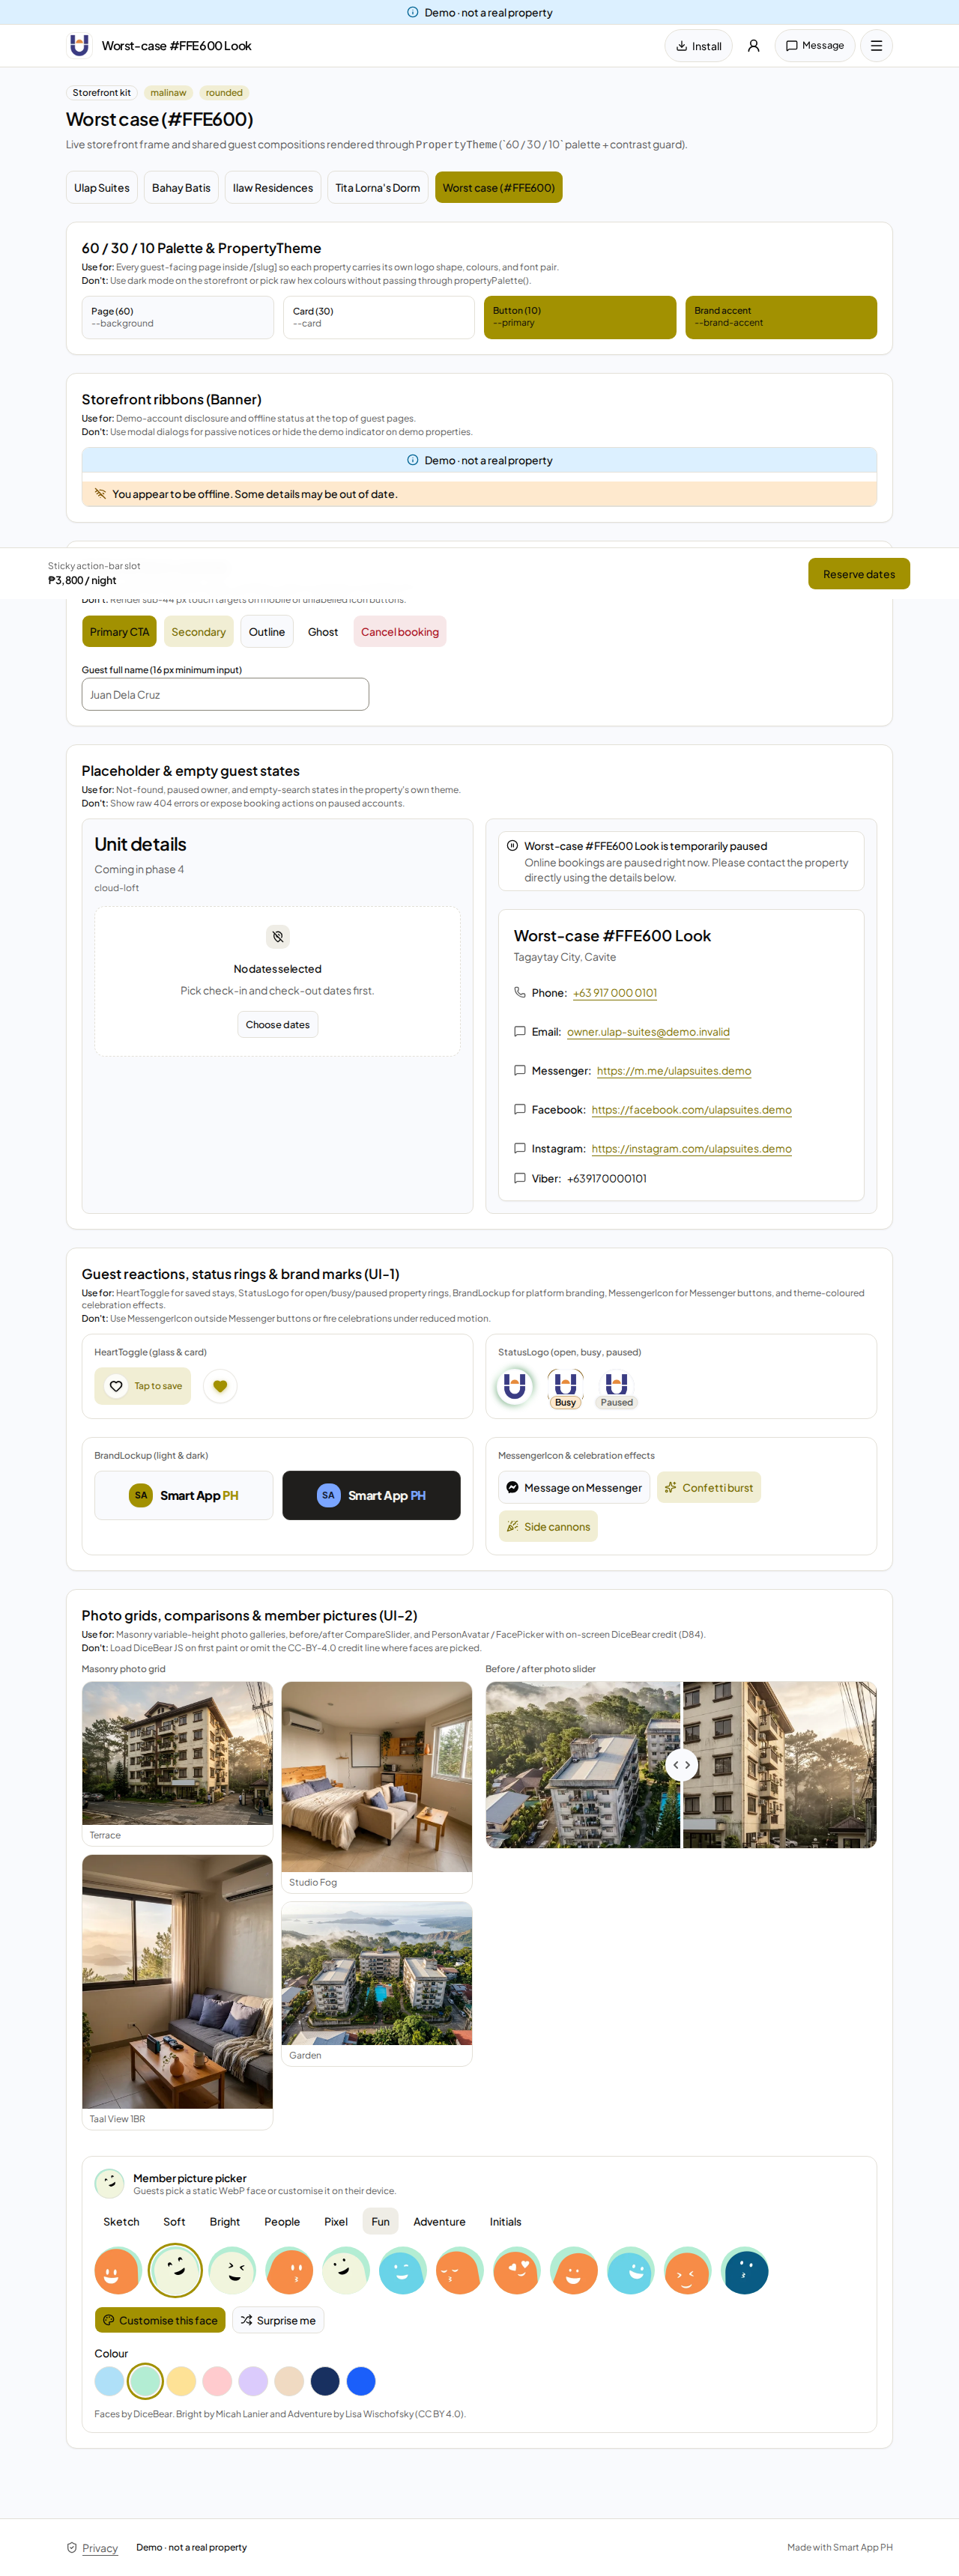 Demo · not a real property
Worst-case #FFE600 Look
Install
Message
Storefront kit
malinaw
rounded
Worst case (#FFE600)
Live storefront frame and shared guest compositions rendered through PropertyTheme (`60 / 30 / 10` palette + contrast guard).
Ulap Suites
Bahay Batis
Ilaw Residences
Tita Lorna's Dorm
Worst case (#FFE600)
60 / 30 / 10 Palette & PropertyTheme
Use for: Every guest-facing page inside /[slug] so each property carries its own logo shape, colours, and font pair.
Don't: Use dark mode on the storefront or pick raw hex colours without passing through propertyPalette().
Page (60)
--background
Card (30)
--card
Button (10)
--primary
Brand accent
--brand-accent
Storefront ribbons (Banner)
Use for: Demo-account disclosure and offline status at the top of guest pages.
Don't: Use modal dialogs for passive notices or hide the demo indicator on demo properties.
Demo · not a real property
You appear to be offline. Some details may be out of date.
Sticky action-bar slot
₱3,800 / night
Reserve dates
Don't: Render sub-44 px touch targets on mobile or unlabelled icon buttons.
Primary CTA
Secondary
Outline
Ghost
Cancel booking
Guest full name (16 px minimum input)
Juan Dela Cruz
Placeholder & empty guest states
Use for: Not-found, paused owner, and empty-search states in the property's own theme.
Don't: Show raw 404 errors or expose booking actions on paused accounts.
Unit details
Coming in phase 4
cloud-loft
No dates selected
Pick check-in and check-out dates first.
Choose dates
Worst-case #FFE600 Look is temporarily paused
Online bookings are paused right now. Please contact the property
directly using the details below.
Worst-case #FFE600 Look
Tagaytay City, Cavite
Phone: +63 917 000 0101
Email: owner.ulap-suites@demo.invalid
Messenger: https://m.me/ulapsuites.demo
Facebook: https://facebook.com/ulapsuites.demo
Instagram: https://instagram.com/ulapsuites.demo
Viber: +639170000101
Guest reactions, status rings & brand marks (UI-1)
Use for: HeartToggle for saved stays, StatusLogo for open/busy/paused property rings, BrandLockup for platform branding, MessengerIcon for Messenger buttons, and theme-coloured
celebration effects.
Don't: Use MessengerIcon outside Messenger buttons or fire celebrations under reduced motion.
HeartToggle (glass & card)
Tap to save
StatusLogo (open, busy, paused)
Busy
Paused
BrandLockup (light & dark)
SA Smart App PH
SA Smart App PH
MessengerIcon & celebration effects
Message on Messenger
Confetti burst
Side cannons
Photo grids, comparisons & member pictures (UI-2)
Use for: Masonry variable-height photo galleries, before/after CompareSlider, and PersonAvatar / FacePicker with on-screen DiceBear credit (D84).
Don't: Load DiceBear JS on first paint or omit the CC-BY-4.0 credit line where faces are picked.
Masonry photo grid
Before / after photo slider
Terrace
Studio Fog
Taal View 1BR
Garden
Member picture picker
Guests pick a static WebP face or customise it on their device.
Sketch
Soft
Bright
People
Pixel
Fun
Adventure
Initials
Customise this face
Surprise me
Colour
Faces by DiceBear. Bright by Micah Lanier and Adventure by Lisa Wischofsky (CC BY 4.0).
Privacy
Demo · not a real property
Made with Smart App PH